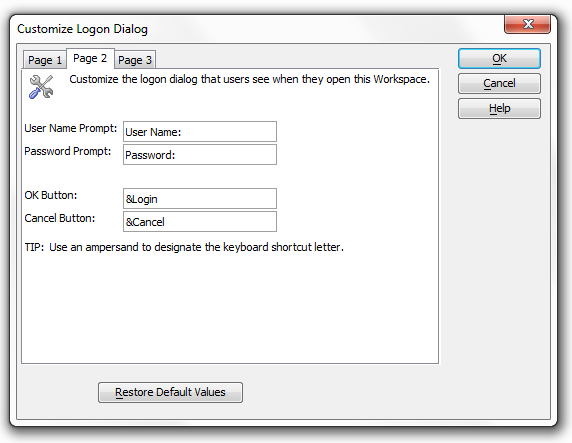 Customize Logon Dialog
Page 1 Page 2 Page 3
OK
Customize the logon dialog that users see when they open this Workspace.
Cancel
Help
User Name Prompt: User Name:
Password Prompt: Password:
OK Button: &Login
Cancel Button: &Cancel
TIP: Use an ampersand to designate the keyboard shortcut letter.
Restore Default Values